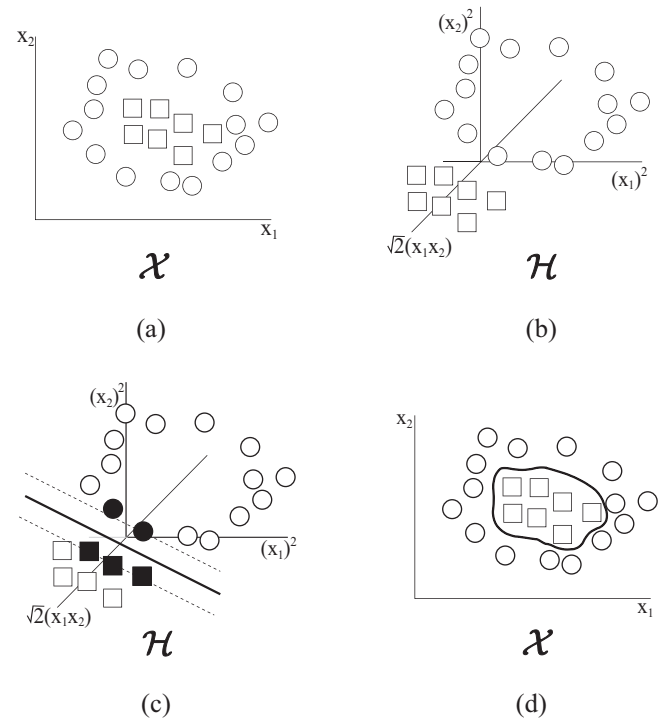 x₂
x₁
𝒳
(a)
(x₂)²
(x₁)²
√2(x₁x₂)
ℋ
(b)
(x₂)²
(x₁)²
√2(x₁x₂)
ℋ
(c)
x₂
x₁
𝒳
(d)